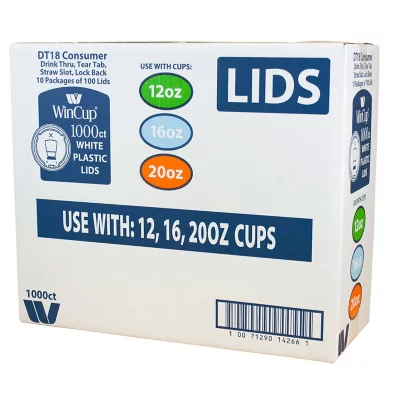 DT18 Consumer
Drink Thru, Tear Tab,
Straw Slot, Lock Back
10 Packages of 100 Lids
WinCup®
1000ct
WHITE
PLASTIC
LIDS
USE WITH CUPS:
12oz
16oz
20oz
LIDS
USE WITH: 12, 16, 20OZ CUPS
1000ct
1 00 71290 14266 1
LIDS
12oz
16oz
20oz